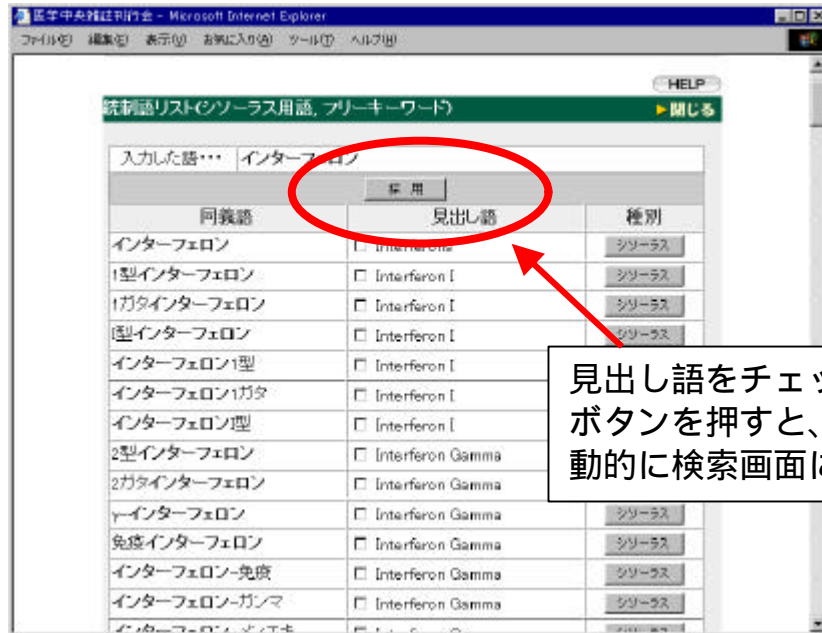 医学中央雑誌刊行会 - Microsoft Internet Explorer
ファイル(F) 編集(E) 表示(V) お気に入り(A) ツール(T) ヘルプ(H)
HELP
統制語リスト(シソーラス用語, フリーキーワード) ▶閉じる
入力した語・・・ インターフェロン
採 用
同義語 見出し語 種別
インターフェロン Interferons シソーラス
1型インターフェロン Interferon I シソーラス
1ガタインターフェロン Interferon I シソーラス
I型インターフェロン Interferon I シソーラス
インターフェロン1型 Interferon I
インターフェロン1ガタ Interferon I
インターフェロンI型 Interferon I
2型インターフェロン Interferon Gamma
2ガタインターフェロン Interferon Gamma
γ-インターフェロン Interferon Gamma シソーラス
免疫インターフェロン Interferon Gamma シソーラス
インターフェロン-免疫 Interferon Gamma シソーラス
インターフェロン-ガンマ Interferon Gamma シソーラス
見出し語をチェッ
ボタンを押すと、
動的に検索画面に